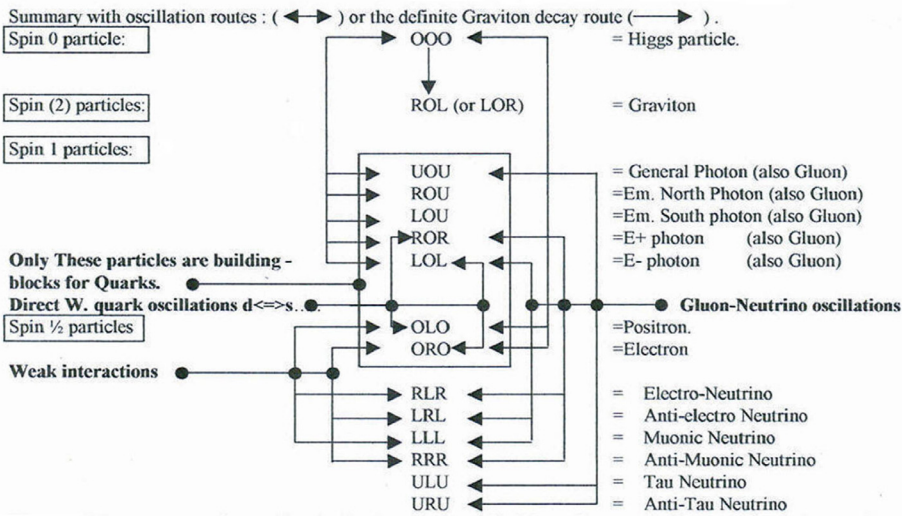 Summary with oscillation routes : ( ) or the definite Graviton decay route ( ) .
Spin 0 particle: OOO = Higgs particle.
Spin (2) particles: ROL (or LOR) = Graviton
Spin 1 particles:
UOU = General Photon (also Gluon)
ROU =Em. North Photon (also Gluon)
LOU =Em. South photon (also Gluon)
ROR =E+ photon (also Gluon)
Only These particles are building - LOL =E- photon (also Gluon)
blocks for Quarks.
Direct W. quark oscillations d<=>s.... Gluon-Neutrino oscillations
Spin ½ particles OLO =Positron.
ORO =Electron
Weak interactions
RLR = Electro-Neutrino
LRL = Anti-electro Neutrino
LLL = Muonic Neutrino
RRR = Anti-Muonic Neutrino
ULU = Tau Neutrino
URU = Anti-Tau Neutrino